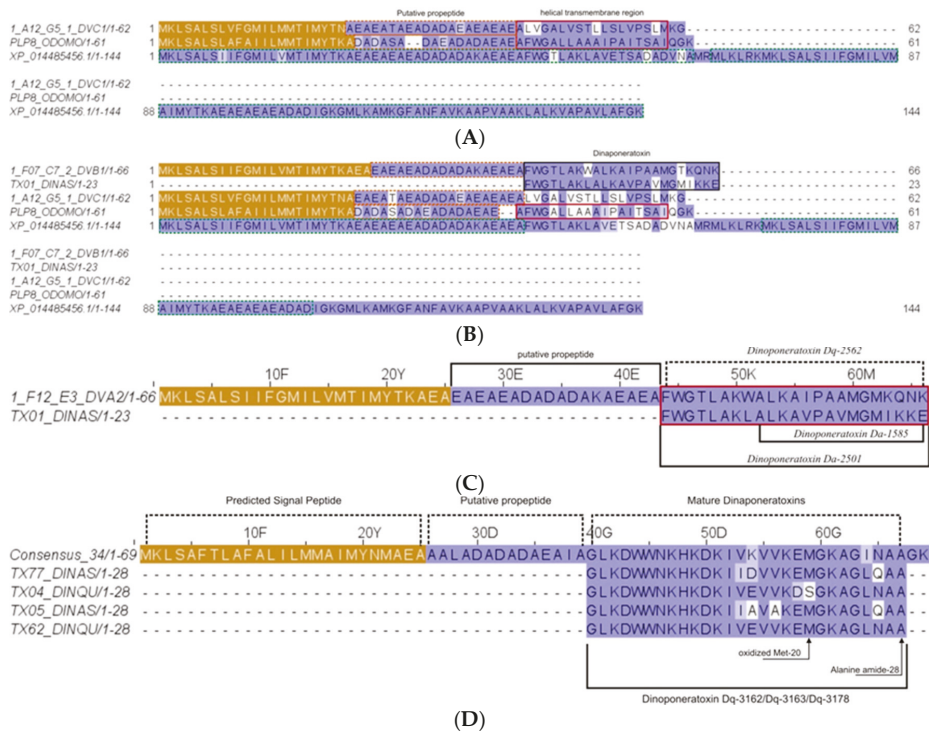 Putative propeptide helical transmembrane region
1_A12_G5_1_DVC1/1-62 1 MKLSALSLVFGMILMMTIMYTKAEAEATAEADADAEAEAEAEALVGALVSTLLSLVPSLMKG 62
PLP8_ODOMO/1-61 1 MKLSALSLAFAIILMMTIMYTKADADASA--DAEADADAEAEAFWGALLAAAIPAITSAIQGK 61
XP_014485456.1/1-144 1 MKLSALSIIFGMILVMTIMYTKAEAEAEAEADADAEAEAEAEAFWGTLAKLAVETSADADVNAMRMLKLRKMKLSALSIIFGMILVM 87
1_A12_G5_1_DVC1/1-62
PLP8_ODOMO/1-61
XP_014485456.1/1-144 88 AIMYTKAEAEAEAEADADIGKGMLKAMKGFANFAVKAAPVAAKLALKVAPAVLAFGK 144
(A)
Dinaponeratoxin
1_F07_C7_2_DVB1/1-66 1 MKLSALSIIFGMILMMTIMYTKAEAEAEAEAEADADADAEAEAFWGTLAKWALKAIPAAMGTKQNK 66
TX01_DINAS/1-23 1 FWGTLAKLALKAVPAVMGMIKKE 23
1_A12_G5_1_DVC1/1-62 1 MKLSALSLVFGMILMMTIMYTNAEAETAEADADAEAEAEAEALVGALVSTLLSLVPSLMKG 62
PLP8_ODOMO/1-61 1 MKLSALSLAFAIILMMTIMYTKADADASADAEADADAEAE--AFWGALLAAAIPAITSAIQGK 61
XP_014485456.1/1-144 1 MKLSALSIIFGMILVMTIMYTKAEAEAEAEADADAEAEAEAEAFWGTLAKLAVETSADADVNAMRMLKLRKMKLSALSIIFGMILVM 87
1_F07_C7_2_DVB1/1-66
TX01_DINAS/1-23
1_A12_G5_1_DVC1/1-62
PLP8_ODOMO/1-61
XP_014485456.1/1-144 88 AIMYTKAEAEAEAEADADIGKGMLKAMKGFANFAVKAAPVAAKLALKVAPAVLAFGK 144
(B)
putative propeptide Dinoponeratoxin Dq-2562
10F 20Y 30E 40E 50K 60M
1_F12_E3_DVA2/1-66 MKLSALSIIFGMILVMTIMYTKAEAEAEAEAEADADADAKAEAEAFWGTLAKWALKAIPAAMGMKQNK
TX01_DINAS/1-23 FWGTLAKLALKAVPAVMGMIKKE
Dinoponeratoxin Da-1585
Dinoponeratoxin Da-2501
(C)
Predicted Signal Peptide Putative propeptide Mature Dinaponeratoxins
10F 20Y 30D 40G 50D 60G
Consensus_34/1-69 MKLSAFTLAFALILMMAIMYNMAEAAALADADADAEAIAGLKDWWNKHKDKIVKVVKEMGKAGINAAGK
TX77_DINAS/1-28 GLKDWWNKHKDKIIDVVKEMGKAGLQAA
TX04_DINQU/1-28 GLKDWWNKHKDKIVEVVKDSGKAGLNAA
TX05_DINAS/1-28 GLKDWWNKHKDKIIAVAKEMGKAGLQAA
TX62_DINQU/1-28 GLKDWWNKHKDKIVEVVKEMGKAGLNAA
oxidized Met-20
Alanine amide-28
Dinoponeratoxin Dq-3162/Dq-3163/Dq-3178
(D)